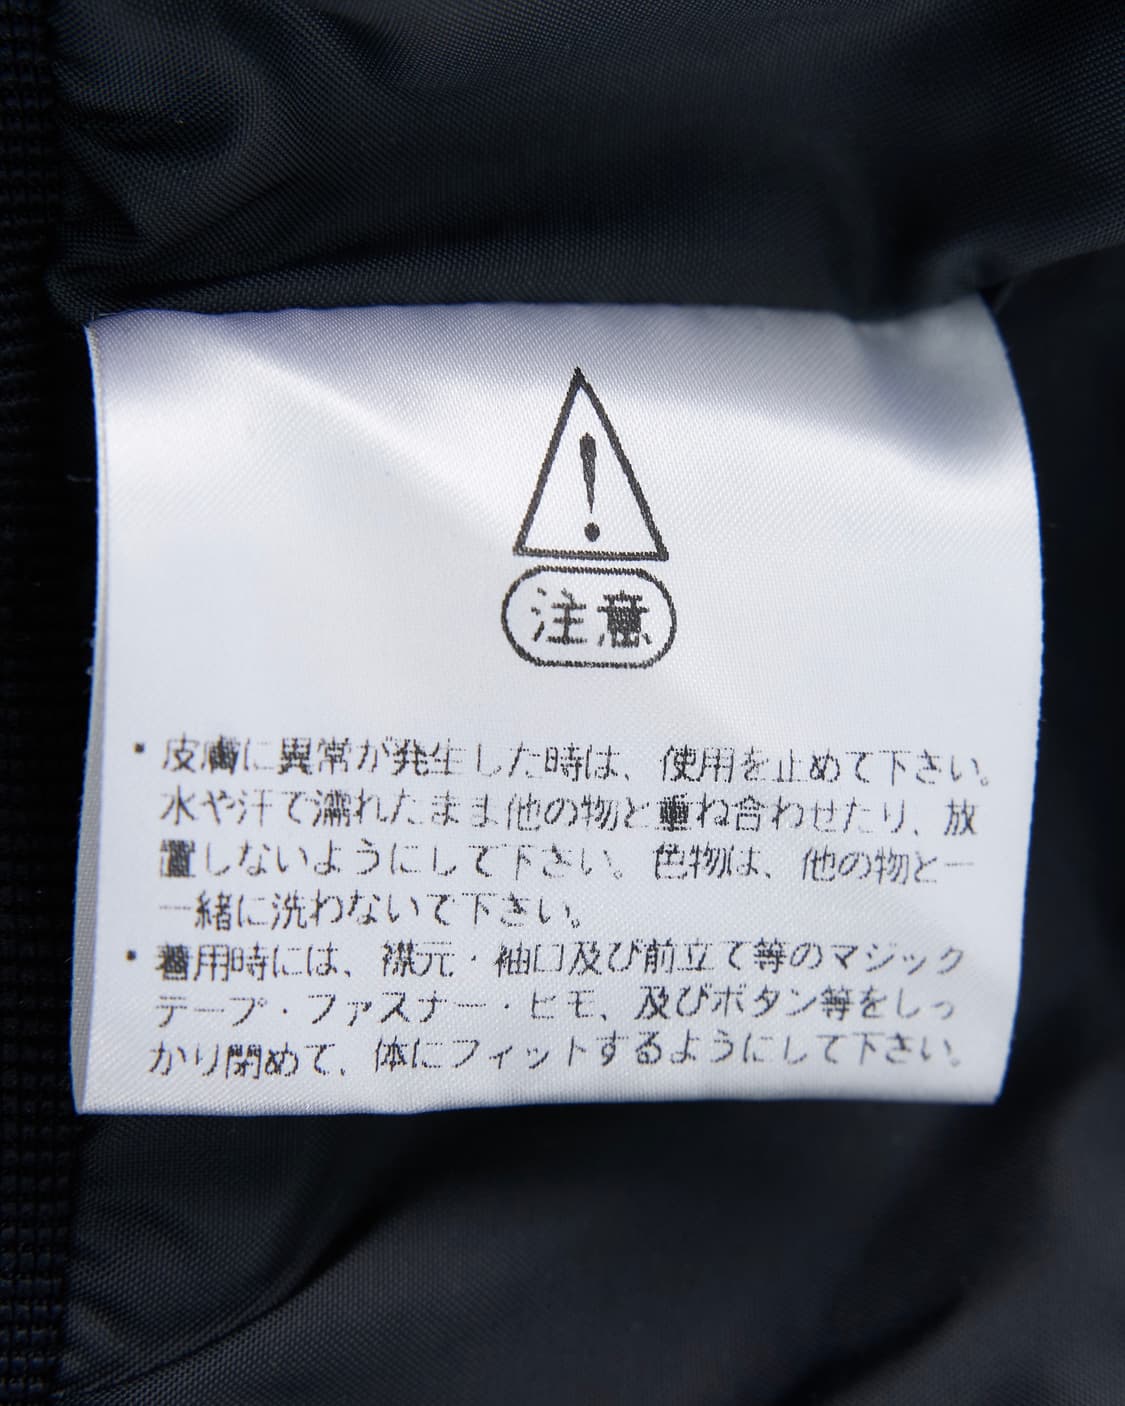 !
注意
・皮膚に異常が発生した時は、使用を止めて下さい。
水や汗で濡れたまま他の物と重ね合わせたり、放
置しないようにして下さい。色物は、他の物と一
一緒に洗わないで下さい。
・着用時には、襟元・袖口及び前立て等のマジック
テープ・ファスナー・ヒモ、及びボタン等をしっ
かり閉めて、体にフィットするようにして下さい。